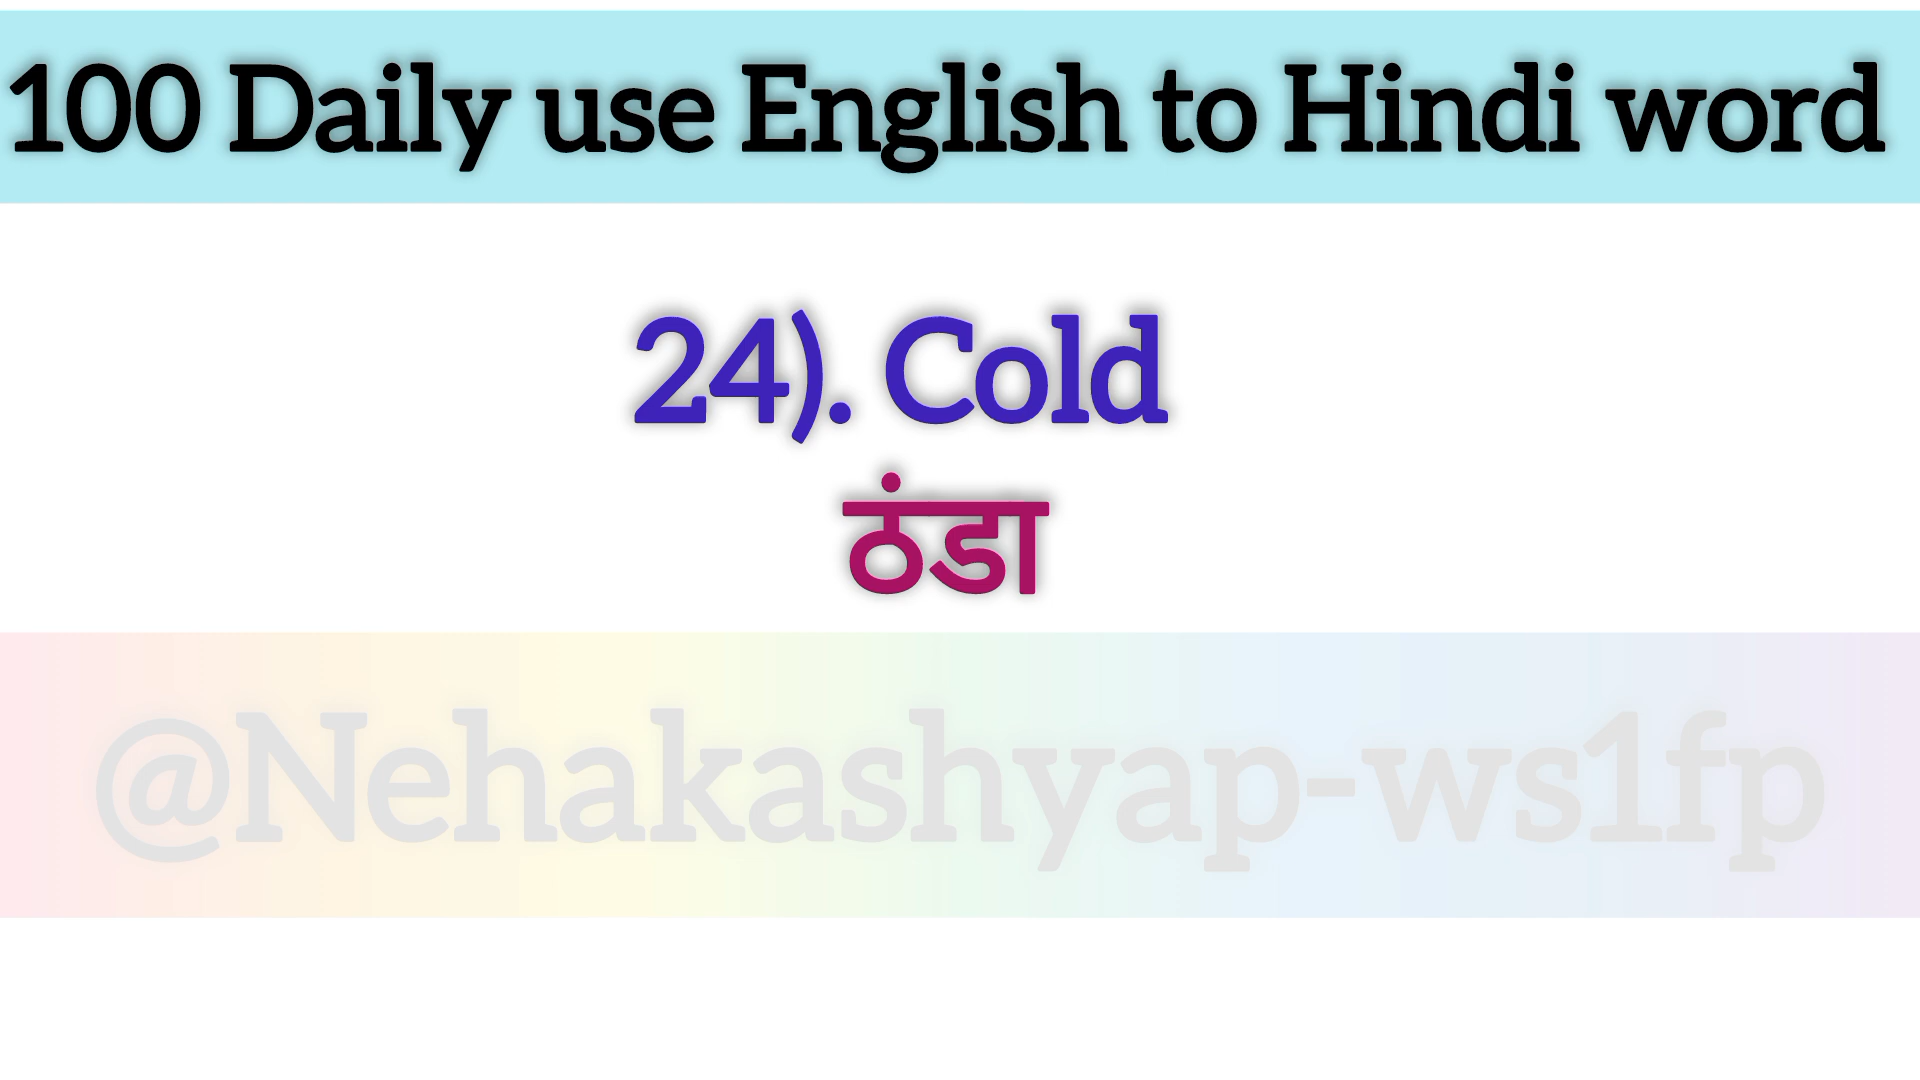 100 Daily use English to Hindi word
24). Cold
ठंडा
@Nehakashyap-ws1fp